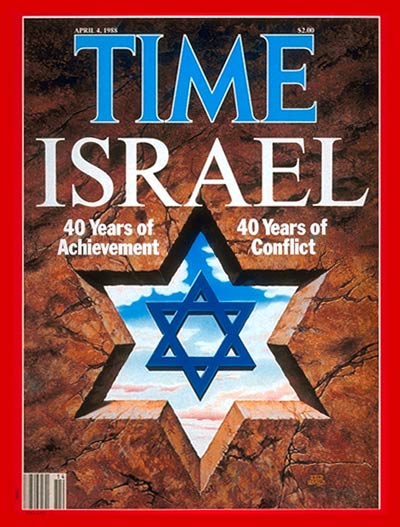 APRIL 4, 1988 $2.00
TIME
ISRAEL
40 Years of
Achievement
40 Years of
Conflict